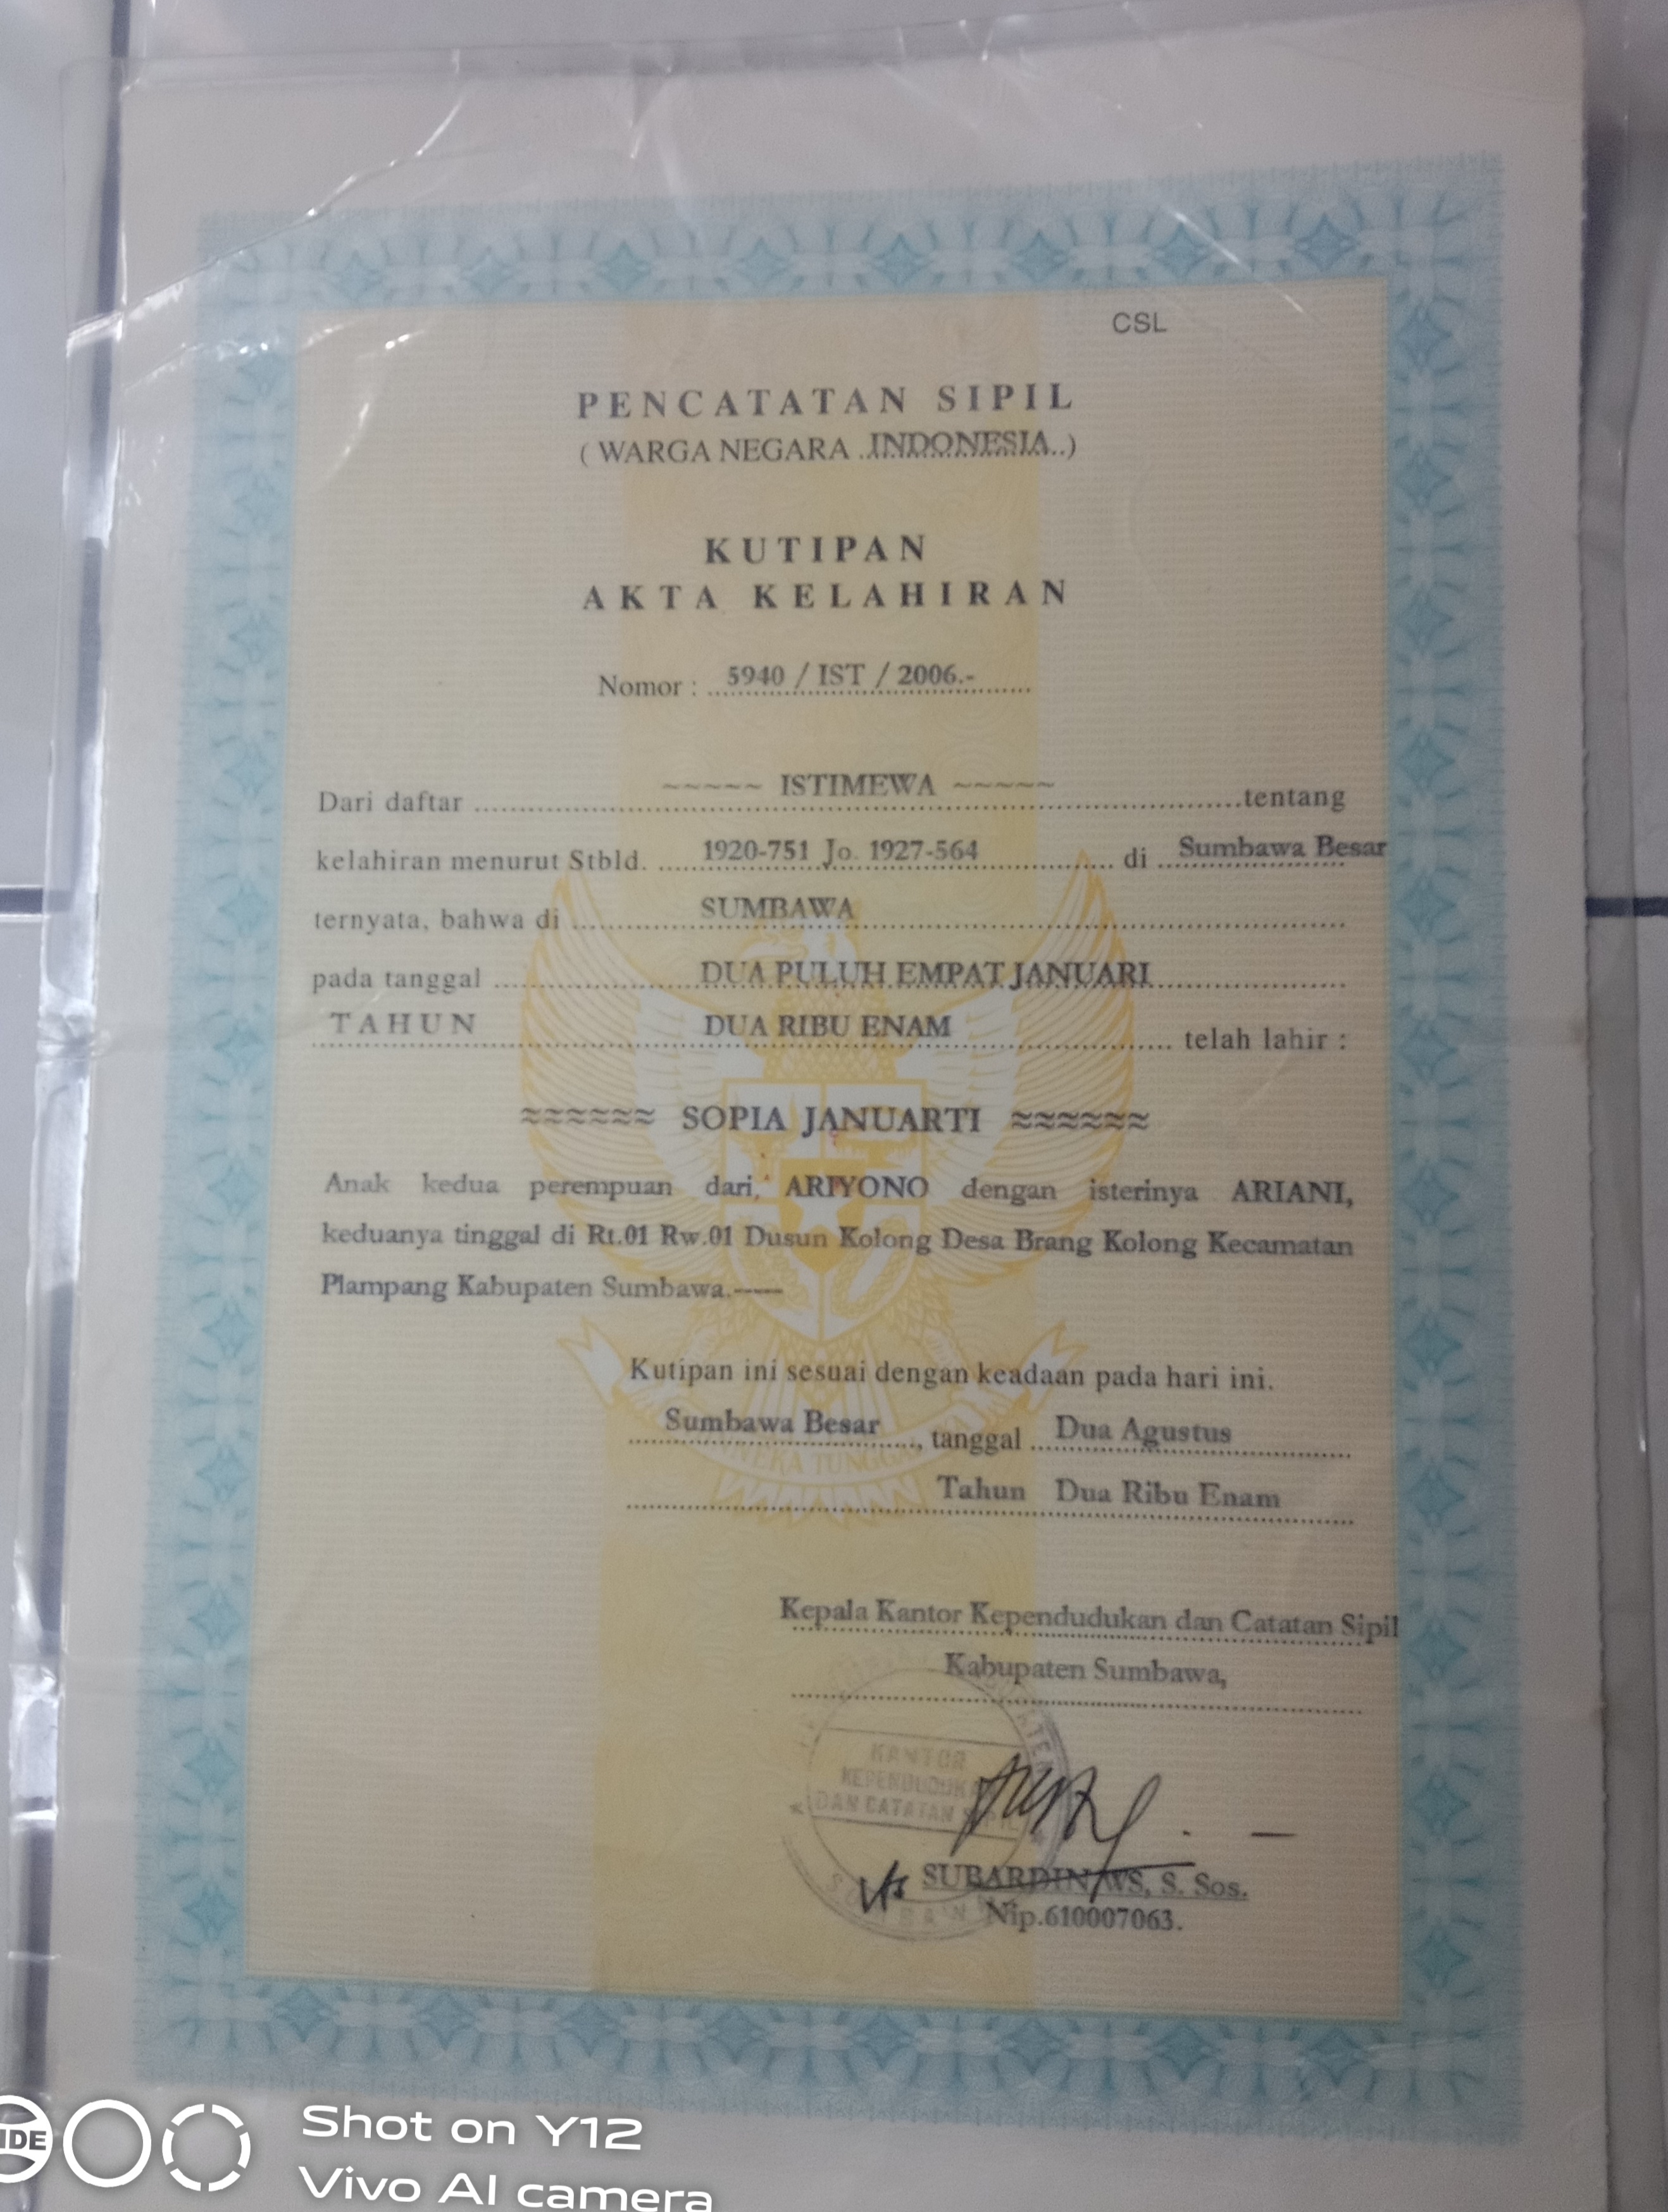 CSL
PENCATATAN SIPIL
( WARGA NEGARA INDONESIA )
KUTIPAN
AKTA KELAHIRAN
Nomor : 5940 / IST / 2006.-
Dari daftar ~~~~~ ISTIMEWA ~~~~~ tentang
kelahiran menurut Stbld. 1920-751 Jo. 1927-564 di Sumbawa Besar
ternyata, bahwa di SUMBAWA
pada tanggal DUA PULUH EMPAT JANUARI
TAHUN DUA RIBU ENAM telah lahir :
≈≈≈≈≈≈ SOPIA JANUARTI ≈≈≈≈≈≈
Anak kedua perempuan dari, ARIYONO dengan isterinya ARIANI,
keduanya tinggal di Rt.01 Rw.01 Dusun Kolong Desa Brang Kolong Kecamatan
Plampang Kabupaten Sumbawa.----
Kutipan ini sesuai dengan keadaan pada hari ini.
Sumbawa Besar, tanggal Dua Agustus
Tahun Dua Ribu Enam
Kepala Kantor Kependudukan dan Catatan Sipil
Kabupaten Sumbawa,
KANTOR
DAN CATATAN
SUBARDIN WS, S. Sos.
Nip.610007063.
Shot on Y12
Vivo AI camera